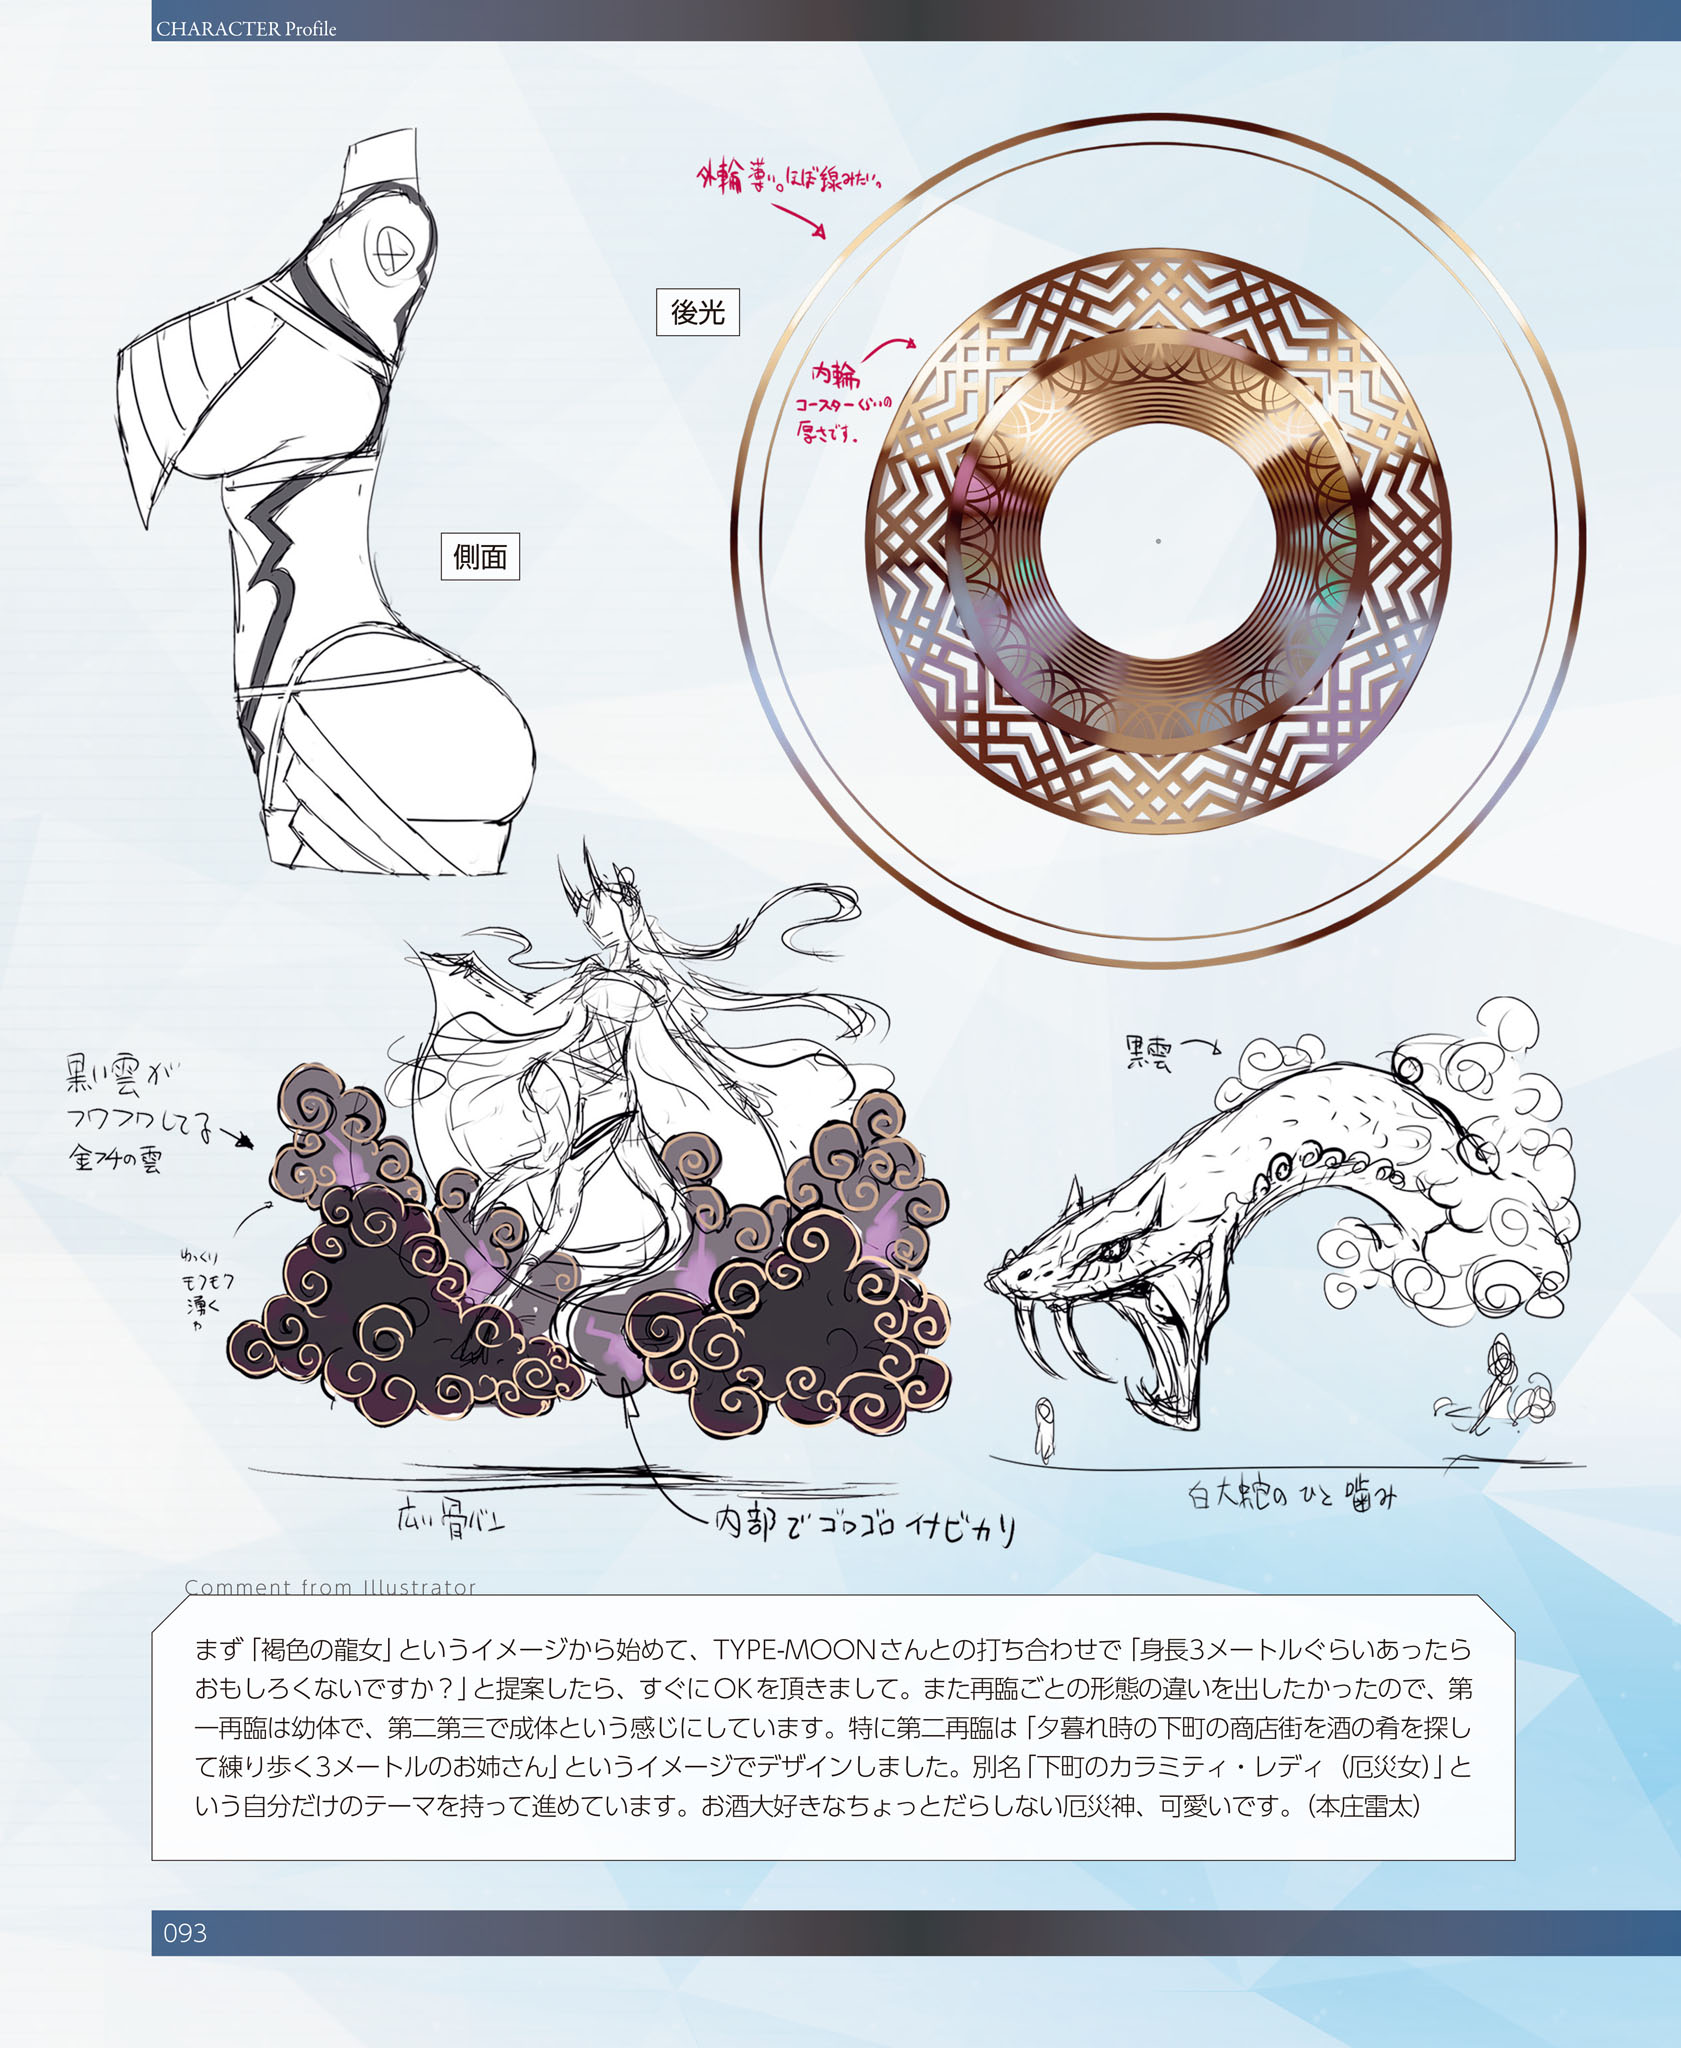 CHARACTER Profile
外輪 薄い。ほぼ線みたい。
後光
内輪
コースターくらいの
厚さです。
側面
黒い雲が
フワフワしてる
金フチの雲
ゆっくり
モフモフ
湧く
黒雲
白大蛇のひと噛み
広い
内部でゴロゴロイナビカリ
Comment from Illustrator
まず「褐色の龍女」というイメージから始めて、TYPE-MOONさんとの打ち合わせで「身長3メートルぐらいあったら
おもしろくないですか？」と提案したら、すぐにOKを頂きまして。また再臨ごとの形態の違いを出したかったので、第
一再臨は幼体で、第二第三で成体という感じにしています。特に第二再臨は「夕暮れ時の下町の商店街を酒の肴を探し
て練り歩く3メートルのお姉さん」というイメージでデザインしました。別名「下町のカラミティ・レディ（厄災女）」と
いう自分だけのテーマを持って進めています。お酒大好きなちょっとだらしない厄災神、可愛いです。（本庄雷太）
093